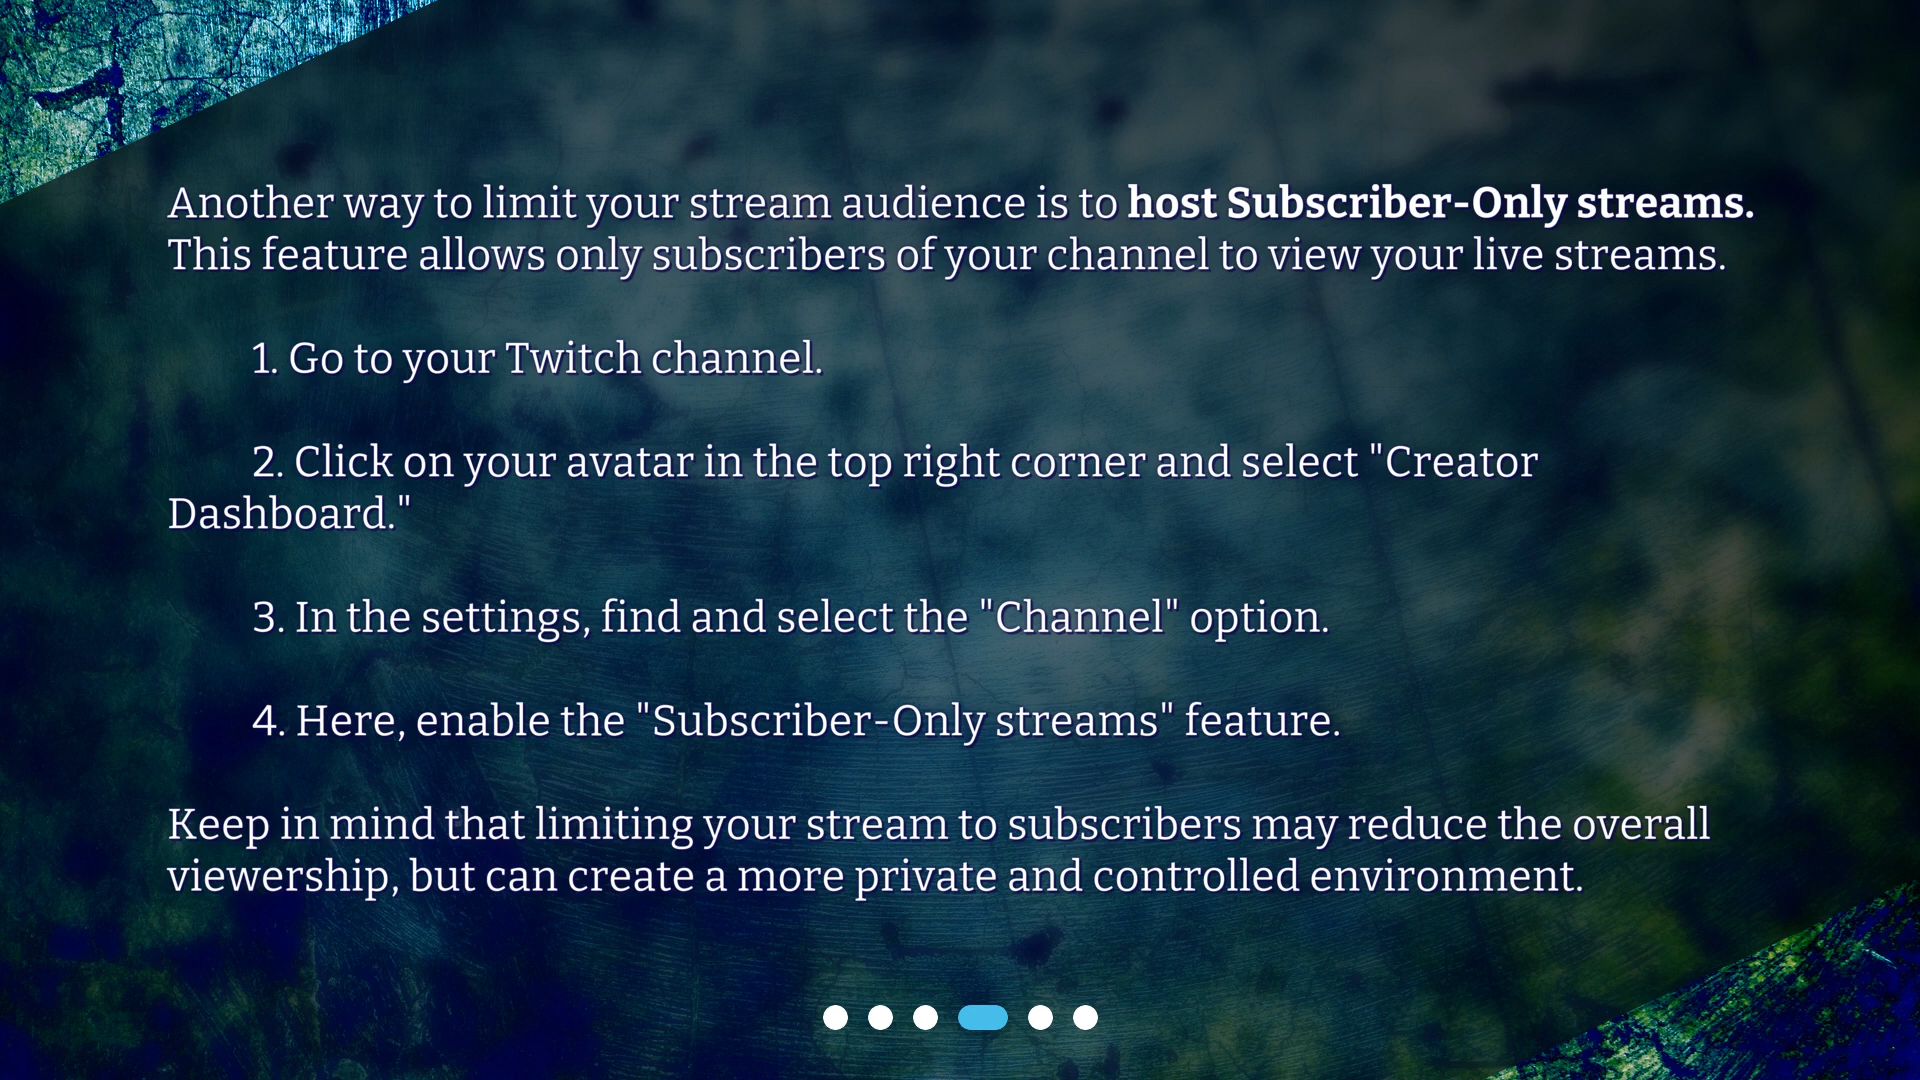 Another way to limit your stream audience is to host Subscriber-Only streams.
This feature allows only subscribers of your channel to view your live streams.
1. Go to your Twitch channel.
2. Click on your avatar in the top right corner and select "Creator
Dashboard."
3. In the settings, find and select the "Channel" option.
4. Here, enable the "Subscriber-Only streams" feature.
Keep in mind that limiting your stream to subscribers may reduce the overall
viewership, but can create a more private and controlled environment.